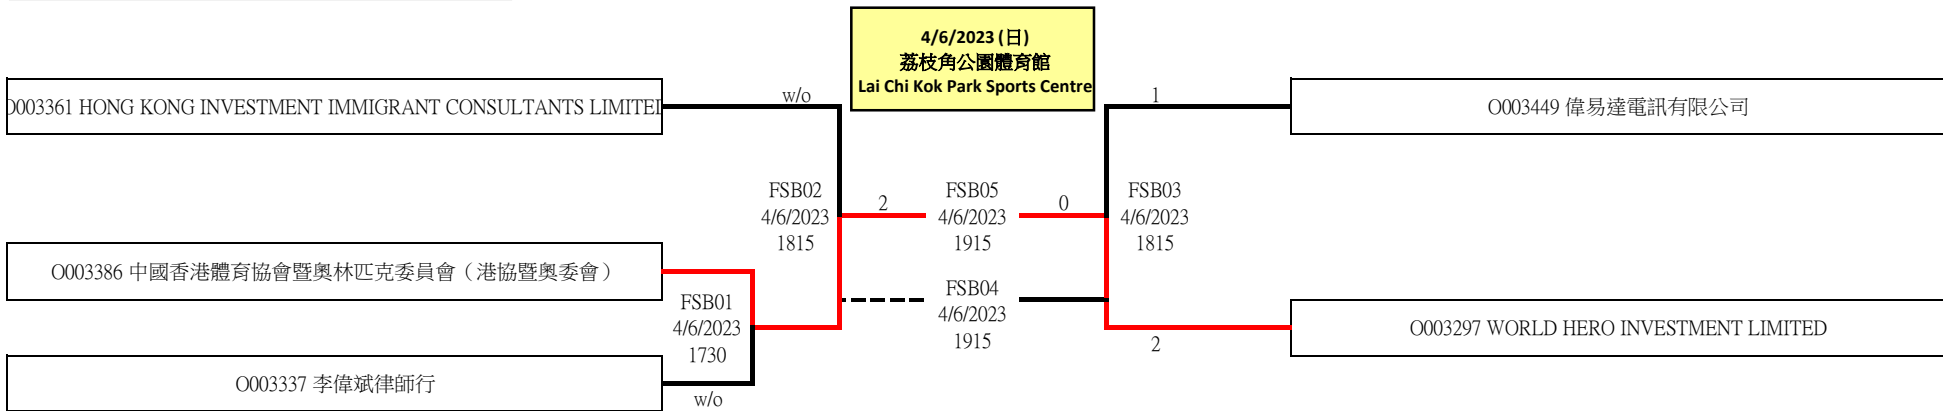 4/6/2023 (日)
荔枝角公園體育館
Lai Chi Kok Park Sports Centre
O003361 HONG KONG INVESTMENT IMMIGRANT CONSULTANTS LIMITED
w/o
1
O003449 偉易達電訊有限公司
FSB02
4/6/2023
1815
2
FSB05
4/6/2023
1915
0
FSB03
4/6/2023
1815
O003386 中國香港體育協會暨奧林匹克委員會（港協暨奧委會）
FSB01
4/6/2023
1730
FSB04
4/6/2023
1915
O003297 WORLD HERO INVESTMENT LIMITED
2
O003337 李偉斌律師行
w/o